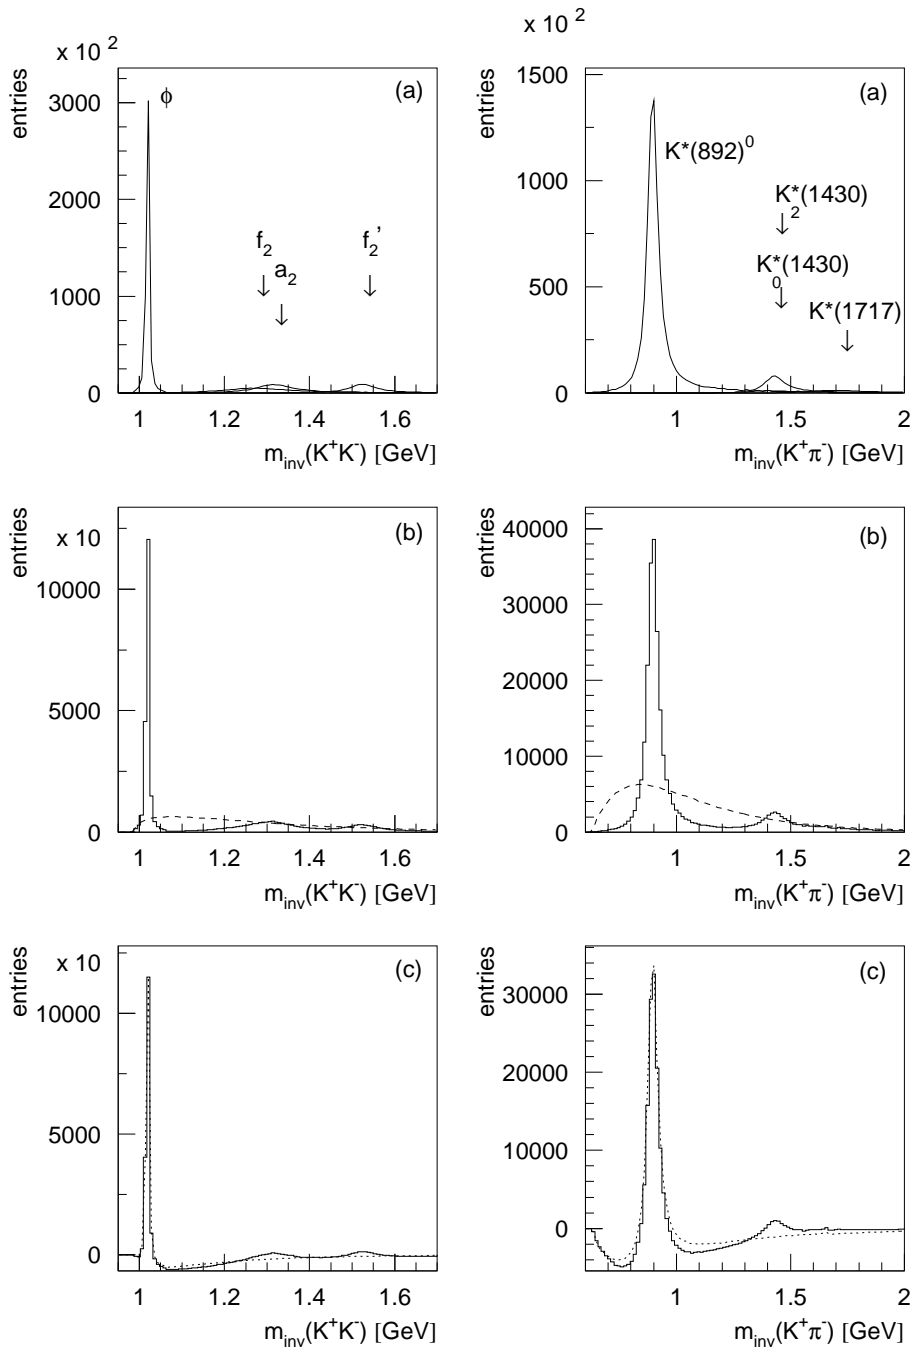 x 10 2
entries
(a)
3000
2000
1000
0
ϕ
f2
a2
f2'
1 1.2 1.4 1.6
minv(K+K-) [GeV]
x 10 2
entries
(a)
1500
1000
500
0
K*(892)0
K*2(1430)
K*0(1430)
K*(1717)
1 1.5 2
minv(K+π-) [GeV]
entries
x 10
(b)
10000
5000
0
1 1.2 1.4 1.6
minv(K+K-) [GeV]
entries
(b)
40000
30000
20000
10000
0
1 1.5 2
minv(K+π-) [GeV]
entries
x 10
(c)
10000
5000
0
1 1.2 1.4 1.6
minv(K+K-) [GeV]
entries
(c)
30000
20000
10000
0
1 1.5 2
minv(K+π-) [GeV]